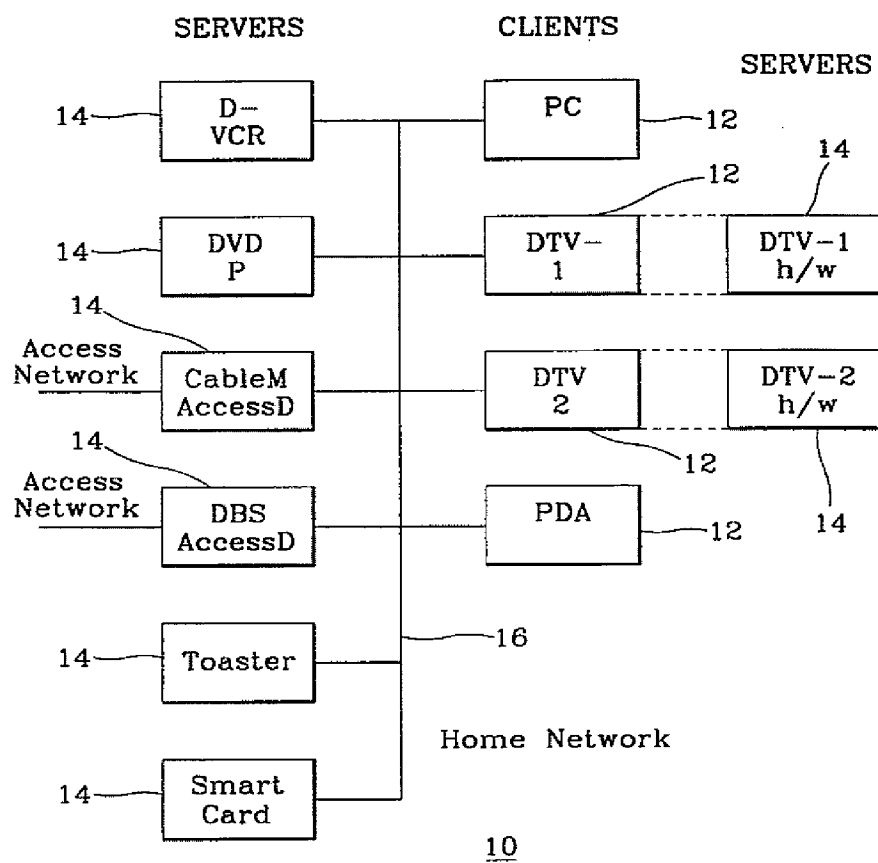 SERVERS
CLIENTS
SERVERS
14
D-
VCR
PC
12
12
14
14
DVD
P
DTV-
1
DTV-1
h/w
14
Access
Network
CableM
AccessD
DTV
2
DTV-2
h/w
14
12
Access
Network
DBS
AccessD
PDA
12
14
16
14
Toaster
Home Network
14
Smart
Card
10